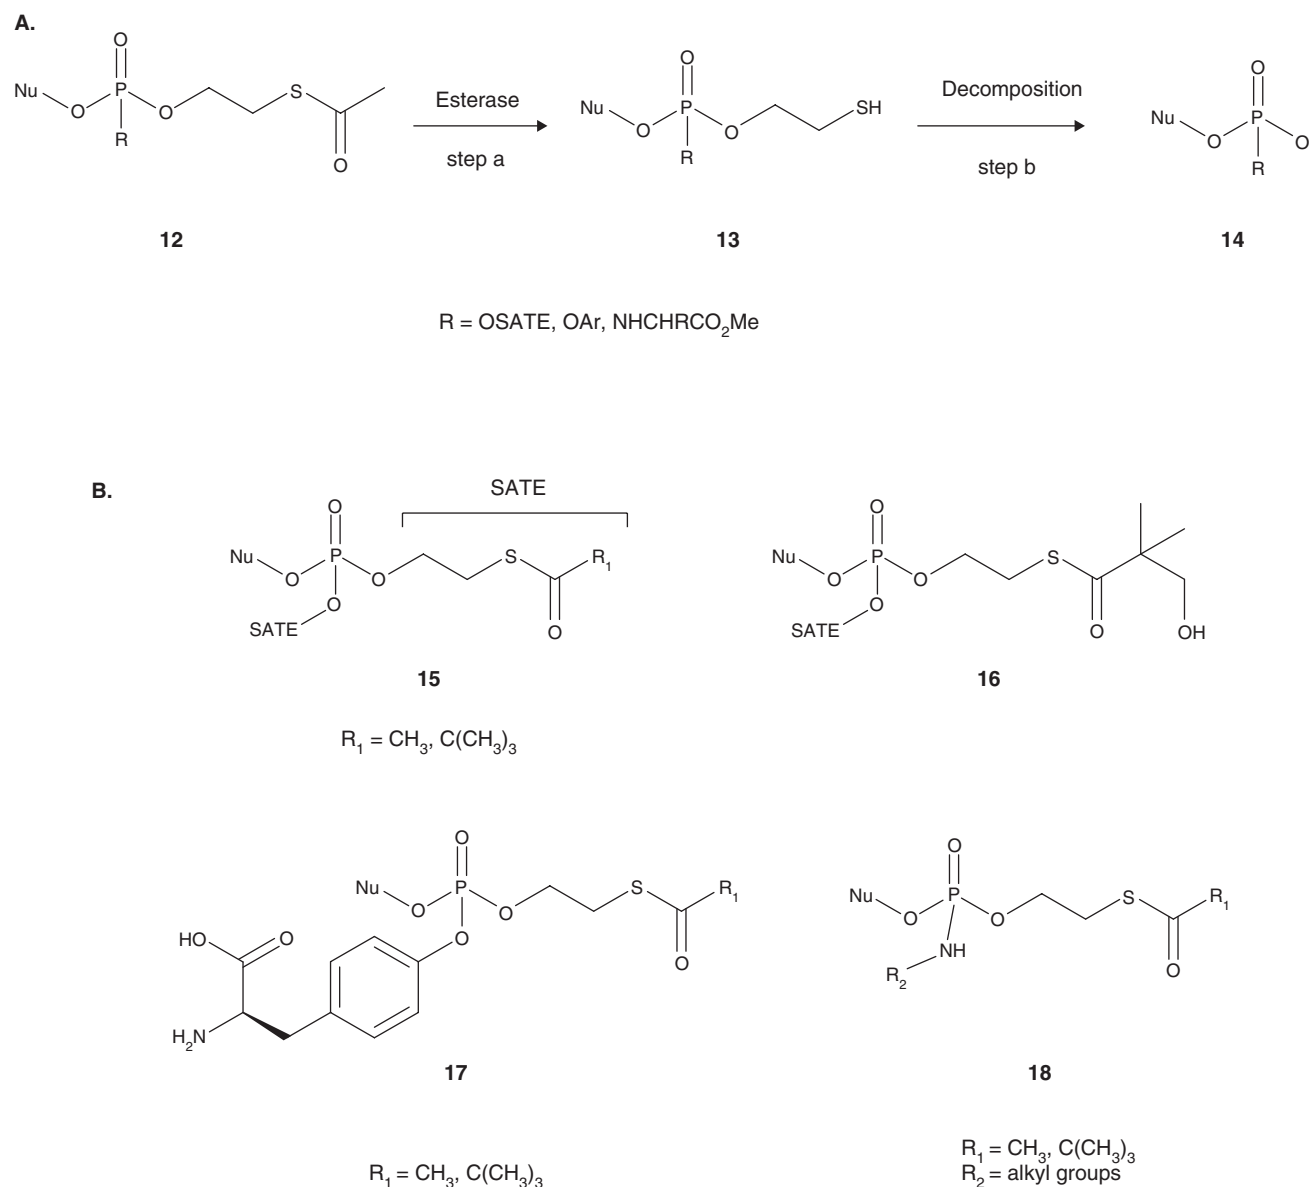 A.
O
Nu
O
P
O
S
R
O
Esterase
step a
O
Nu
O
P
O
SH
R
Decomposition
step b
O
Nu
O
P
O
R
12
13
14
R = OSATE, OAr, NHCHRCO₂Me
B.
SATE
O
Nu
O
P
O
S
R₁
O
SATE
O
15
R₁ = CH₃, C(CH₃)₃
O
Nu
O
P
O
S
O
SATE
O
OH
16
O
Nu
O
P
O
S
R₁
O
O
HO
O
H₂N
17
R₁ = CH₃, C(CH₃)₃
O
Nu
O
P
O
S
R₁
NH
R₂
O
18
R₁ = CH₃, C(CH₃)₃
R₂ = alkyl groups